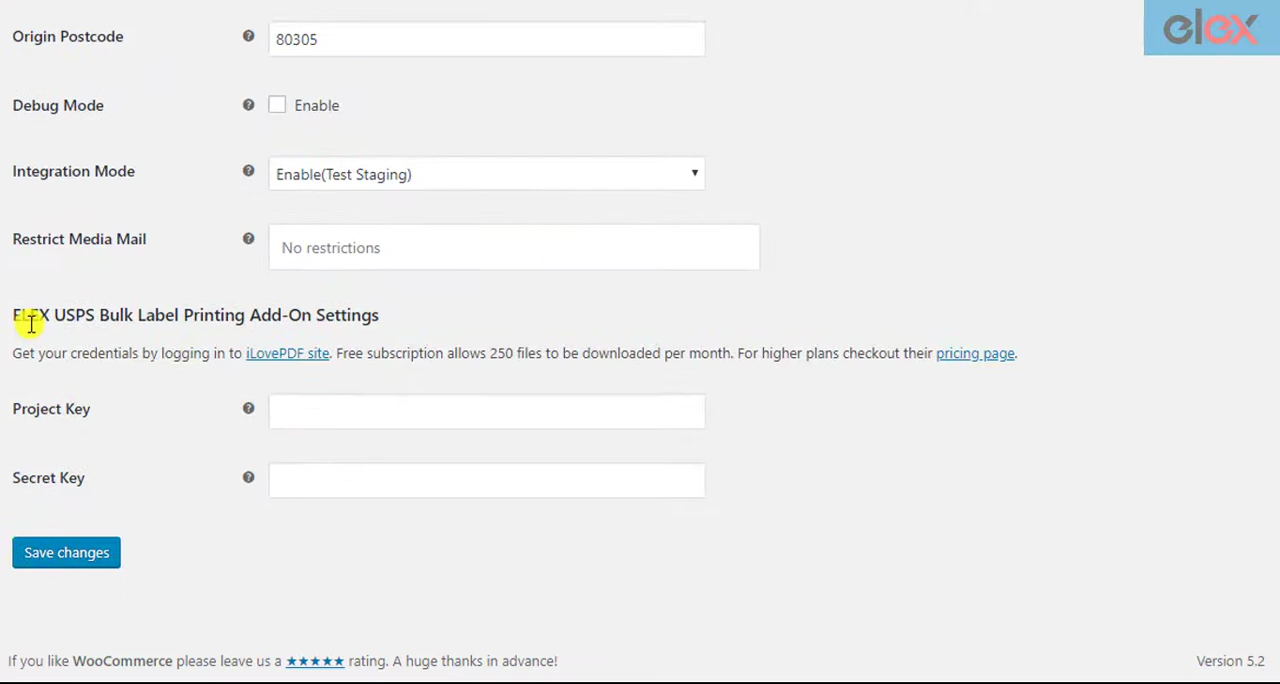 elex
Origin Postcode
80305
Debug Mode
Enable
Integration Mode
Enable(Test Staging)
Restrict Media Mail
No restrictions
ELEX USPS Bulk Label Printing Add-On Settings
Get your credentials by logging in to iLovePDF site. Free subscription allows 250 files to be downloaded per month. For higher plans checkout their pricing page.
Project Key
Secret Key
Save changes
If you like WooCommerce please leave us a ★★★★★ rating. A huge thanks in advance!
Version 5.2